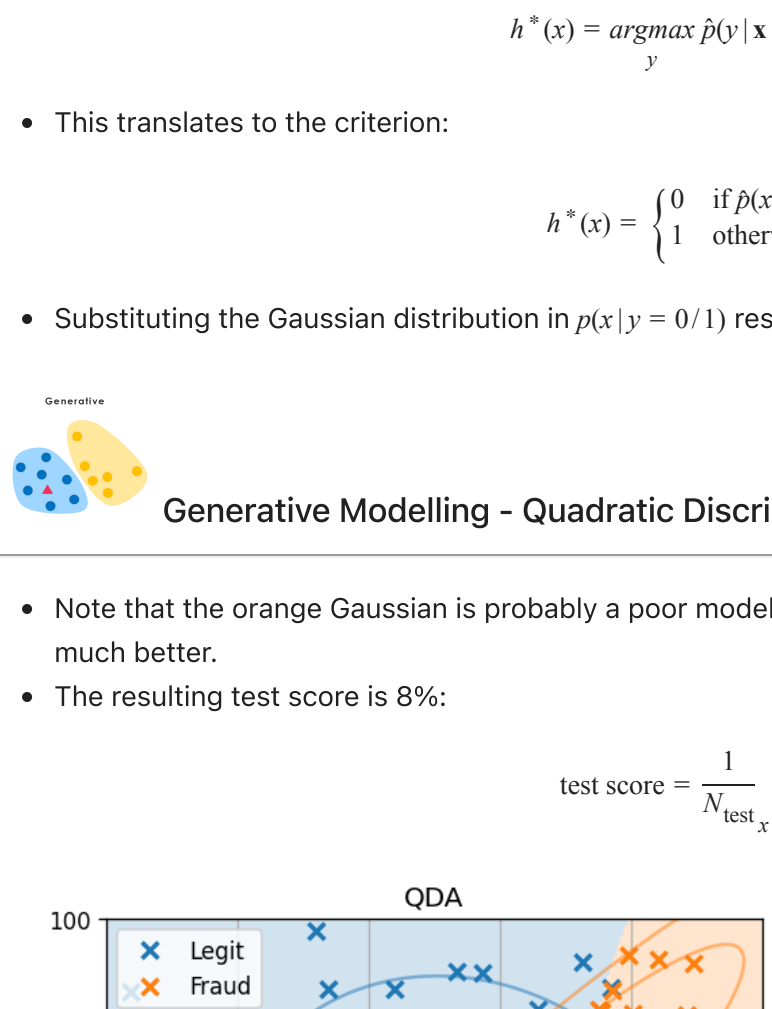 h*(x) = argmax p̂(y|x
y
• This translates to the criterion:
h*(x) = { 0 if p̂(x
1 other
• Substituting the Gaussian distribution in p(x|y = 0/1) res
Generative
Generative Modelling - Quadratic Discri
• Note that the orange Gaussian is probably a poor model
much better.
• The resulting test score is 8%:
test score = 1
N test x
QDA
100
Legit
Fraud